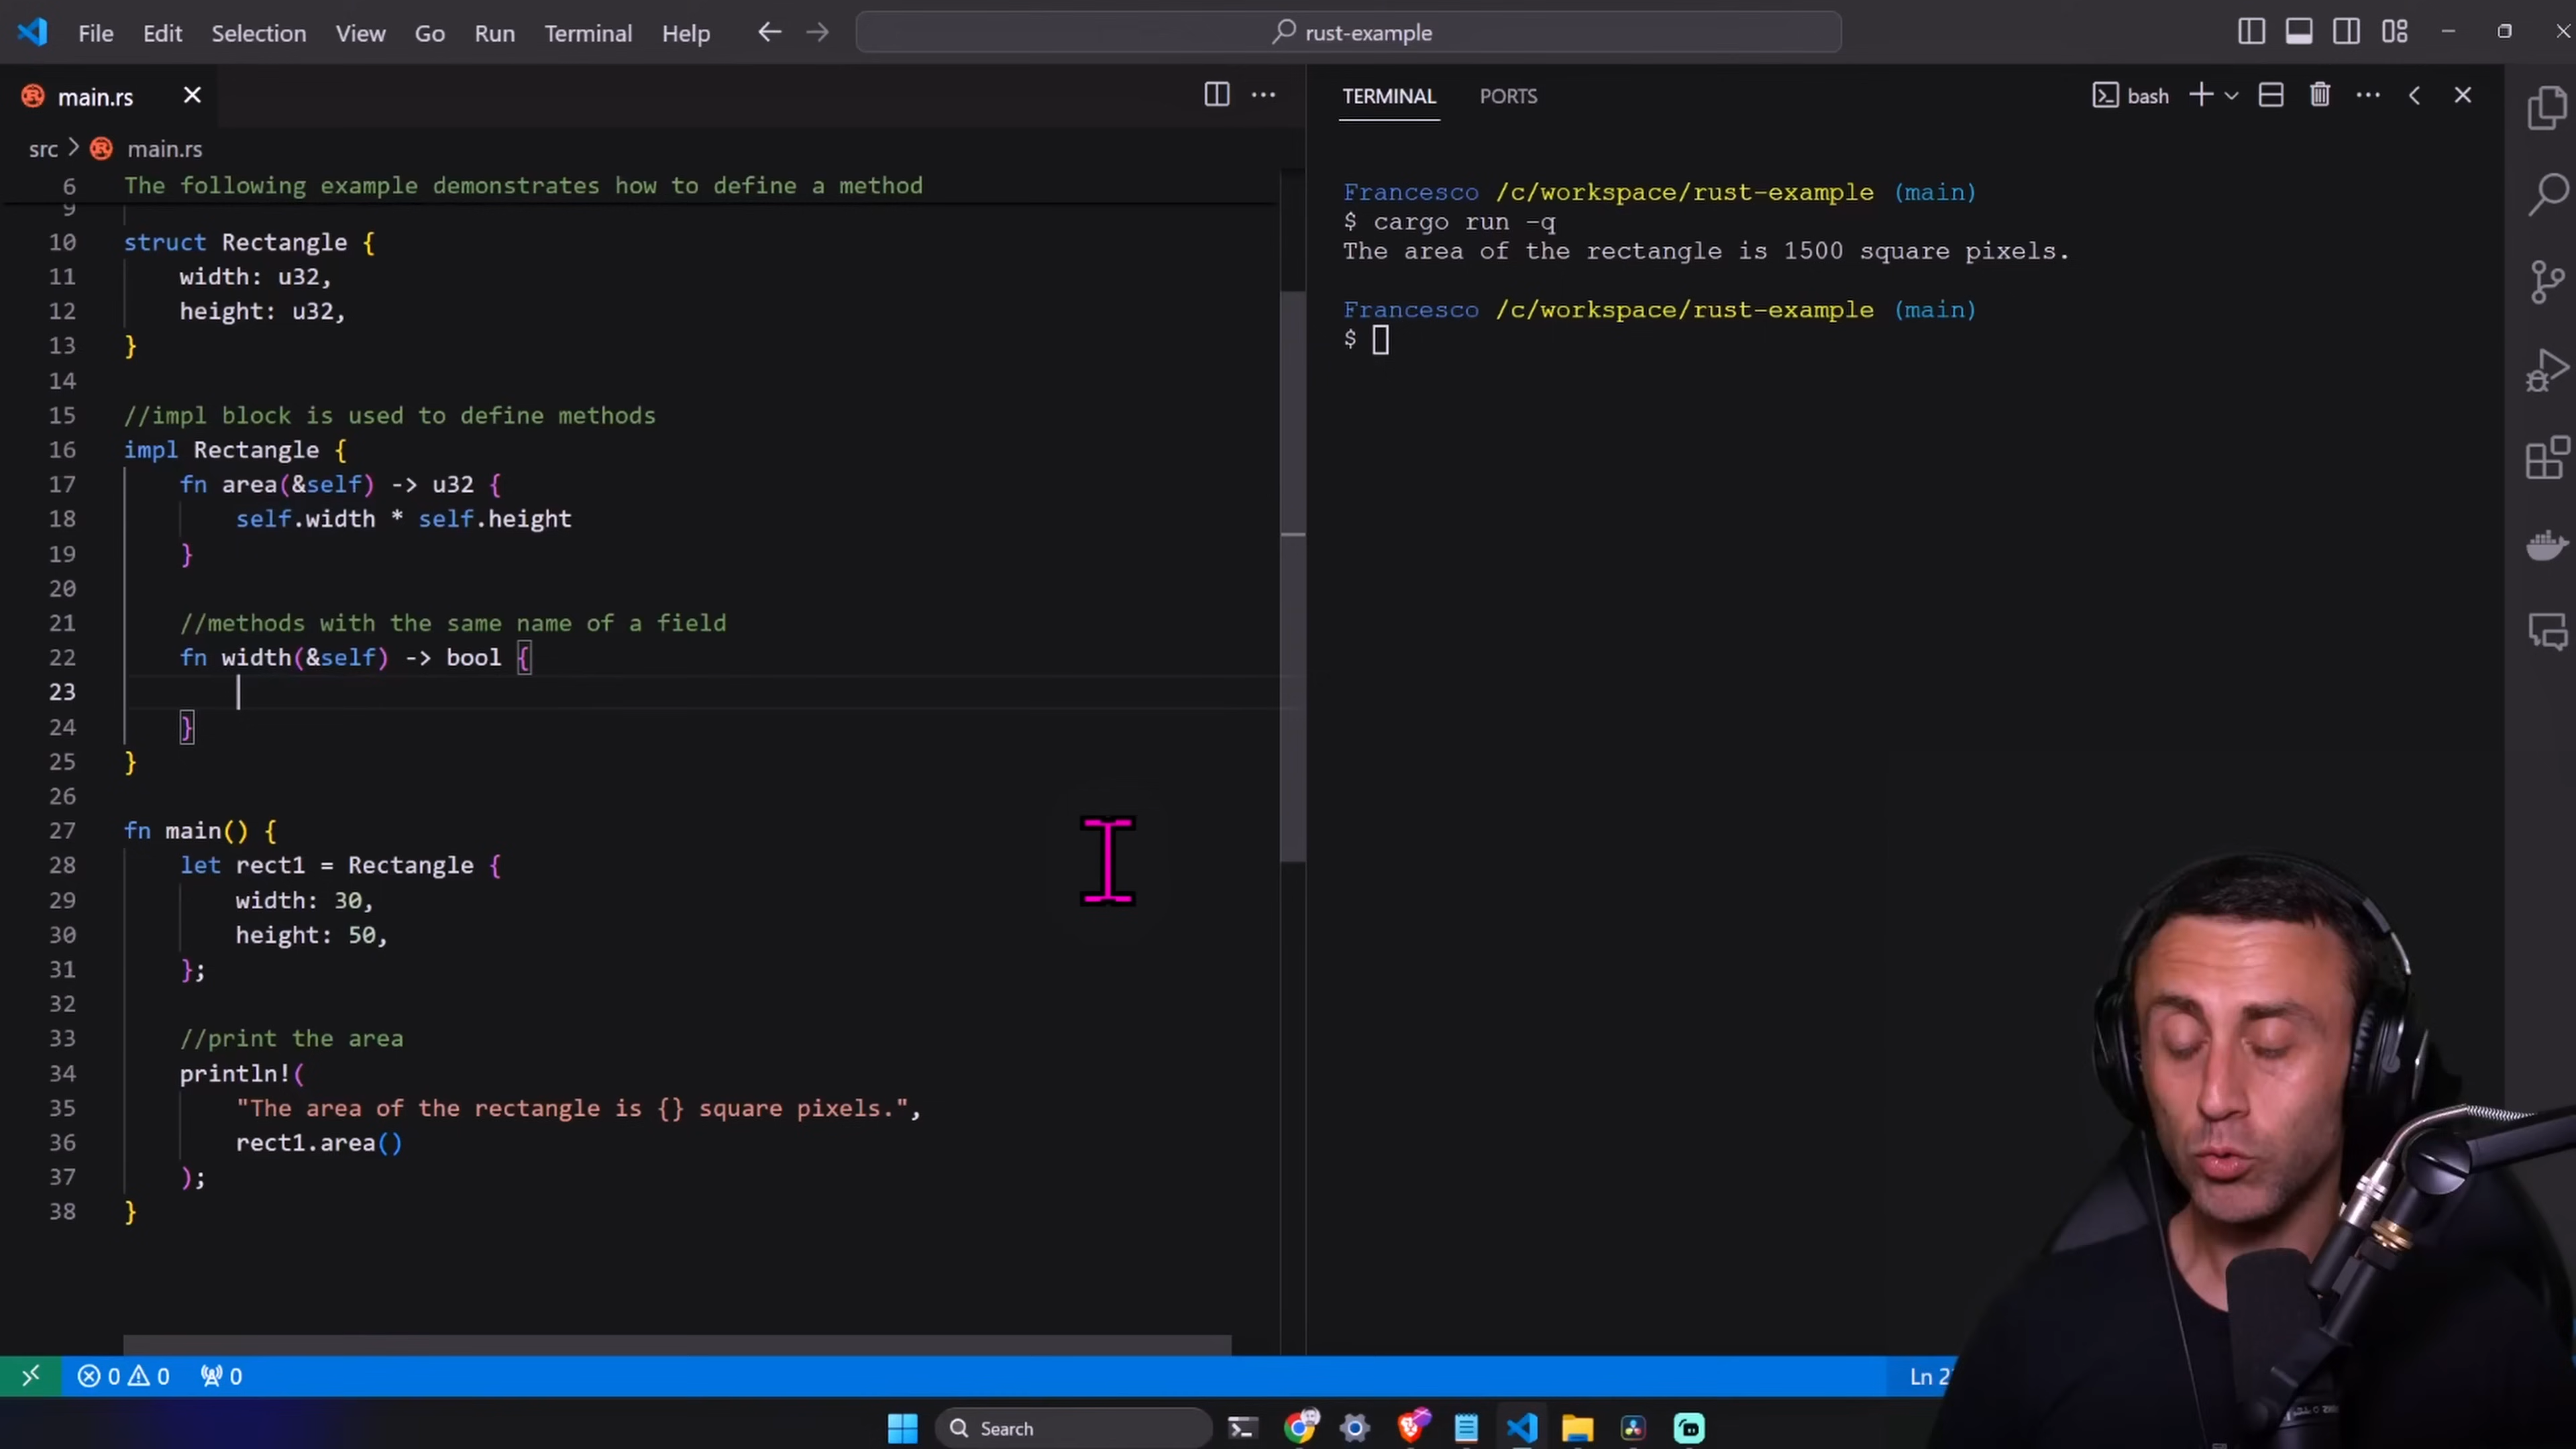 File Edit Selection View Go Run Terminal Help
rust-example
main.rs
src > main.rs
6 The following example demonstrates how to define a method
9
10 struct Rectangle {
11 width: u32,
12 height: u32,
13 }
14
15 //impl block is used to define methods
16 impl Rectangle {
17 fn area(&self) -> u32 {
18 self.width * self.height
19 }
20
21 //methods with the same name of a field
22 fn width(&self) -> bool {
23
24 }
25 }
26
27 fn main() {
28 let rect1 = Rectangle {
29 width: 30,
30 height: 50,
31 };
32
33 //print the area
34 println!(
35 "The area of the rectangle is {} square pixels.",
36 rect1.area()
37 );
38 }
TERMINAL PORTS
bash
Francesco /c/workspace/rust-example (main)
$ cargo run -q
The area of the rectangle is 1500 square pixels.
Francesco /c/workspace/rust-example (main)
$
0 0 0
Ln
Search